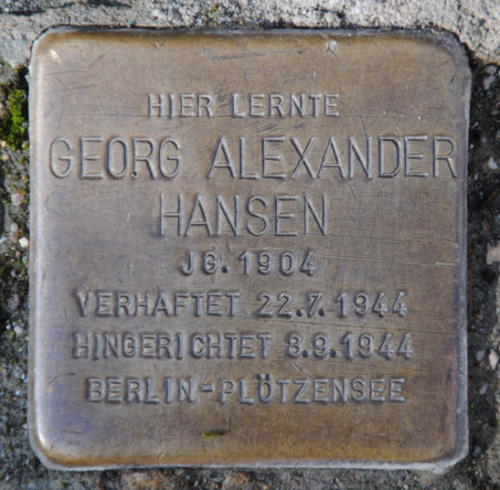 HIER LERNTE
GEORG ALEXANDER
HANSEN
JG. 1904
VERHAFTET 22.7.1944
HINGERICHTET 8.9.1944
BERLIN-PLÖTZENSEE